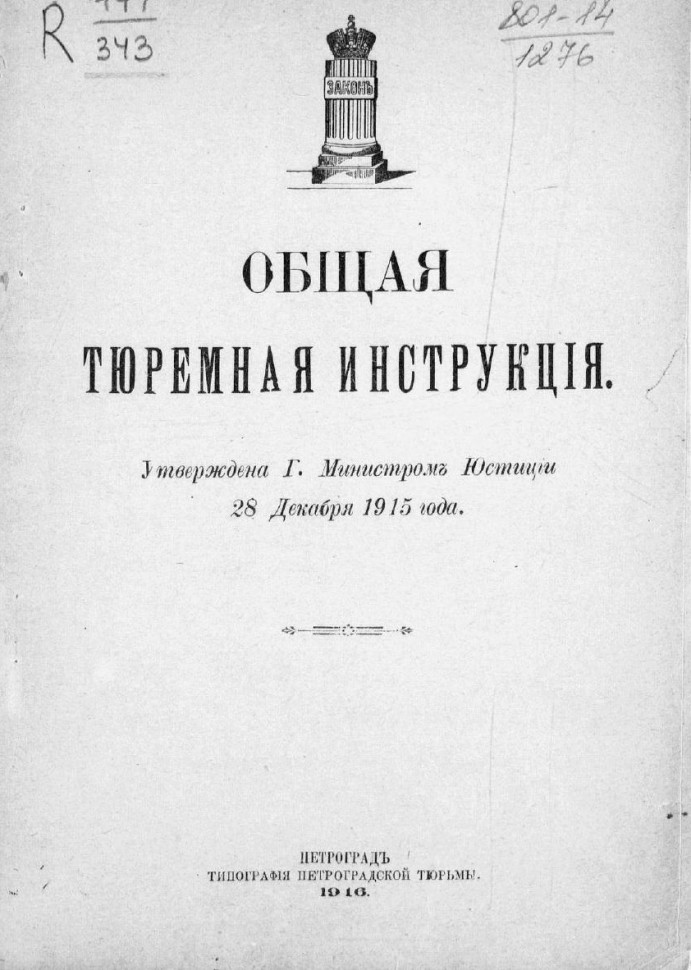 R 343
801-14
1276
ЗАКОНЪ
ОБЩАЯ
ТЮРЕМНАЯ ИНСТРУКЦІЯ.
Утверждена Г. Министромъ Юстиціи
28 Декабря 1915 года.
ПЕТРОГРАДЪ
ТИПОГРАФІЯ ПЕТРОГРАДСКОЙ ТЮРЬМЫ.
1916.